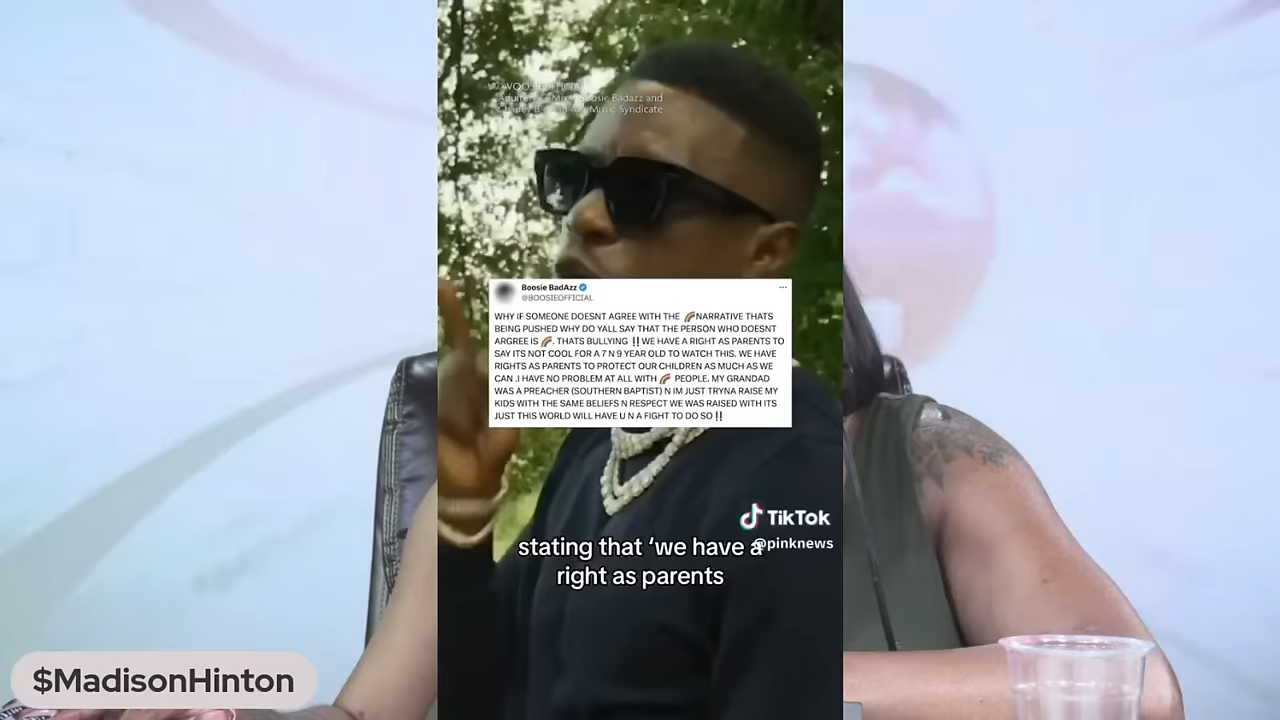 Boosie Badazz and
Music Syndicate
Boosie BadAzz
@BOOSIEOFFICIAL
WHY IF SOMEONE DOESNT AGREE WITH THE 🌈NARRATIVE THATS
BEING PUSHED WHY DO YALL SAY THAT THE PERSON WHO DOESNT
ARGREE IS 🌈. THATS BULLYING ‼️WE HAVE A RIGHT AS PARENTS TO
SAY ITS NOT COOL FOR A 7 N 9 YEAR OLD TO WATCH THIS. WE HAVE
RIGHTS AS PARENTS TO PROTECT OUR CHILDREN AS MUCH AS WE
CAN .I HAVE NO PROBLEM AT ALL WITH 🌈 PEOPLE. MY GRANDAD
WAS A PREACHER (SOUTHERN BAPTIST) N IM JUST TRYNA RAISE MY
KIDS WITH THE SAME BELIEFS N RESPECT WE WAS RAISED WITH ITS
JUST THIS WORLD WILL HAVE U N A FIGHT TO DO SO ‼️
TikTok
@pinknews
stating that ‘we have a
right as parents
$MadisonHinton